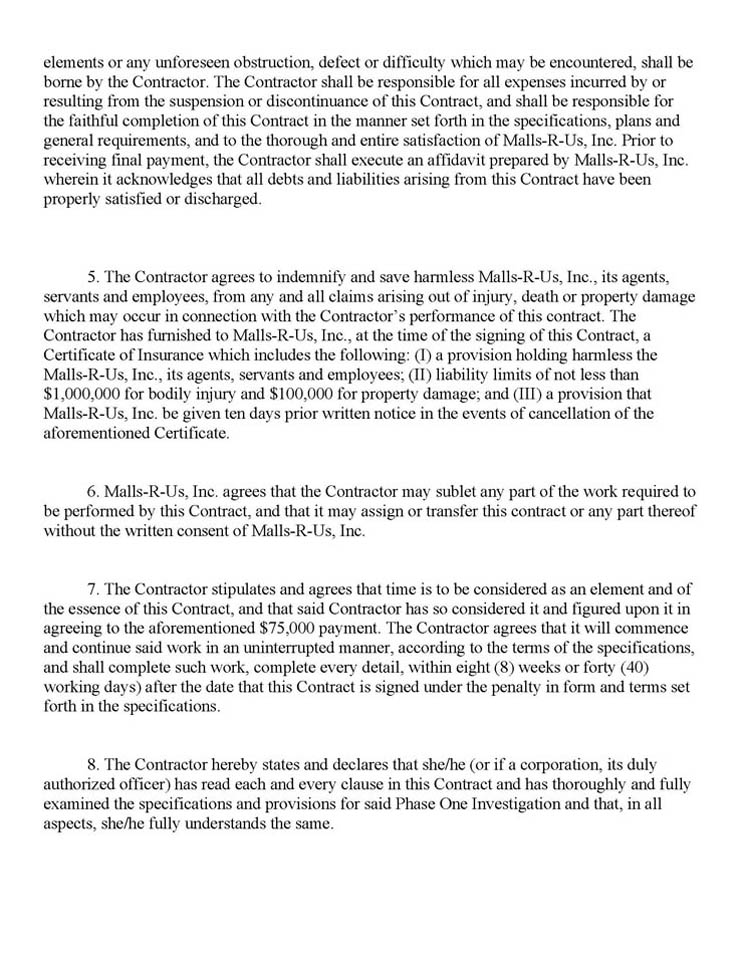 elements or any unforeseen obstruction, defect or difficulty which may be encountered, shall be
borne by the Contractor. The Contractor shall be responsible for all expenses incurred by or
resulting from the suspension or discontinuance of this Contract, and shall be responsible for
the faithful completion of this Contract in the manner set forth in the specifications, plans and
general requirements, and to the thorough and entire satisfaction of Malls-R-Us, Inc. Prior to
receiving final payment, the Contractor shall execute an affidavit prepared by Malls-R-Us, Inc.
wherein it acknowledges that all debts and liabilities arising from this Contract have been
properly satisfied or discharged.
5. The Contractor agrees to indemnify and save harmless Malls-R-Us, Inc., its agents,
servants and employees, from any and all claims arising out of injury, death or property damage
which may occur in connection with the Contractor's performance of this contract. The
Contractor has furnished to Malls-R-Us, Inc., at the time of the signing of this Contract, a
Certificate of Insurance which includes the following: (I) a provision holding harmless the
Malls-R-Us, Inc., its agents, servants and employees; (II) liability limits of not less than
$1,000,000 for bodily injury and $100,000 for property damage; and (III) a provision that
Malls-R-Us, Inc. be given ten days prior written notice in the events of cancellation of the
aforementioned Certificate.
6. Malls-R-Us, Inc. agrees that the Contractor may sublet any part of the work required to
be performed by this Contract, and that it may assign or transfer this contract or any part thereof
without the written consent of Malls-R-Us, Inc.
7. The Contractor stipulates and agrees that time is to be considered as an element and of
the essence of this Contract, and that said Contractor has so considered it and figured upon it in
agreeing to the aforementioned $75,000 payment. The Contractor agrees that it will commence
and continue said work in an uninterrupted manner, according to the terms of the specifications,
and shall complete such work, complete every detail, within eight (8) weeks or forty (40)
working days) after the date that this Contract is signed under the penalty in form and terms set
forth in the specifications.
8. The Contractor hereby states and declares that she/he (or if a corporation, its duly
authorized officer) has read each and every clause in this Contract and has thoroughly and fully
examined the specifications and provisions for said Phase One Investigation and that, in all
aspects, she/he fully understands the same.